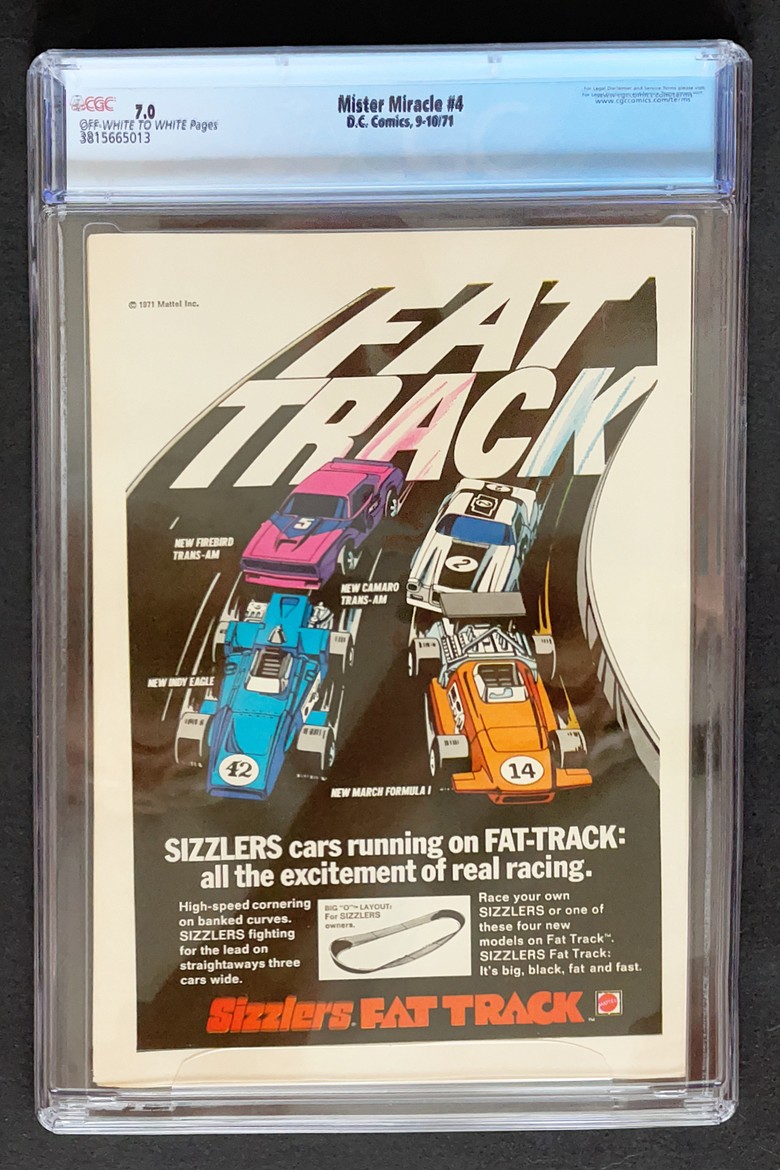 CGC 7.0
OFF-WHITE TO WHITE Pages
3815665013
Mister Miracle #4
D.C. Comics, 9-10/71
www.cgccomics.com/terms
© 1971 Mattel Inc.
FAT
TRACK
5
2
2
NEW FIREBIRD
TRANS-AM
NEW CAMARO
TRANS-AM
NEW INDY EAGLE
42
14
NEW MARCH FORMULA I
SIZZLERS cars running on FAT-TRACK:
all the excitement of real racing.
High-speed cornering
on banked curves.
SIZZLERS fighting
for the lead on
straightaways three
cars wide.
BIG "O"™ LAYOUT:
For SIZZLERS
owners.
Race your own
SIZZLERS or one of
these four new
models on Fat Track™.
SIZZLERS Fat Track:
It's big, black, fat and fast.
Sizzlers® FAT TRACK™
MATTEL